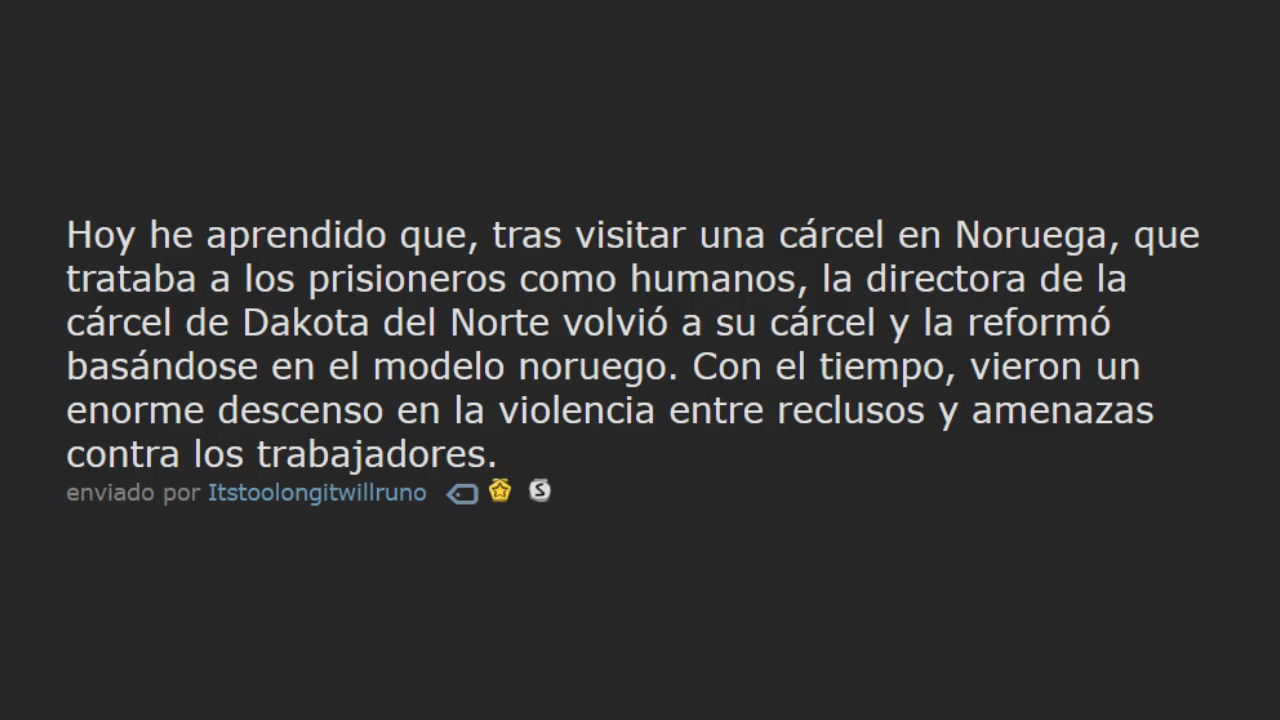 Hoy he aprendido que, tras visitar una cárcel en Noruega, que
trataba a los prisioneros como humanos, la directora de la
cárcel de Dakota del Norte volvió a su cárcel y la reformó
basándose en el modelo noruego. Con el tiempo, vieron un
enorme descenso en la violencia entre reclusos y amenazas
contra los trabajadores.
enviado por Itstoolongitwillruno S